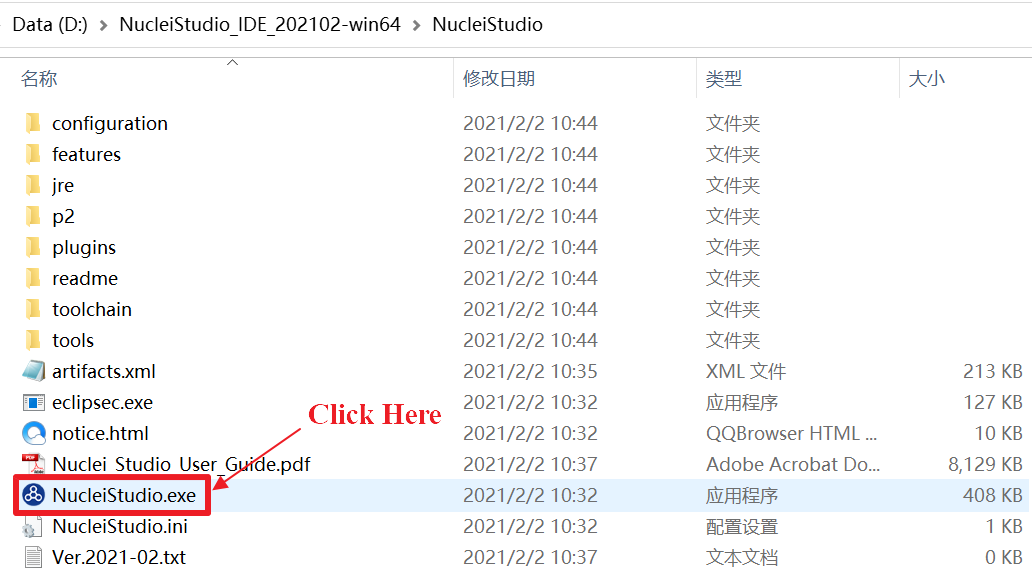 Data (D:) > NucleiStudio_IDE_202102-win64 > NucleiStudio
名称 修改日期 类型 大小
configuration 2021/2/2 10:44 文件夹
features 2021/2/2 10:44 文件夹
jre 2021/2/2 10:44 文件夹
p2 2021/2/2 10:44 文件夹
plugins 2021/2/2 10:44 文件夹
readme 2021/2/2 10:44 文件夹
toolchain 2021/2/2 10:44 文件夹
tools 2021/2/2 10:44 文件夹
artifacts.xml 2021/2/2 10:35 XML 文件 213 KB
eclipsec.exe 2021/2/2 10:32 应用程序 127 KB
Click Here
notice.html 2021/2/2 10:32 QQBrowser HTML ... 10 KB
Nuclei_Studio_User_Guide.pdf 2021/2/2 10:37 Adobe Acrobat Do... 8,129 KB
NucleiStudio.exe 2021/2/2 10:32 应用程序 408 KB
NucleiStudio.ini 2021/2/2 10:32 配置设置 1 KB
Ver.2021-02.txt 2021/2/2 10:37 文本文档 0 KB